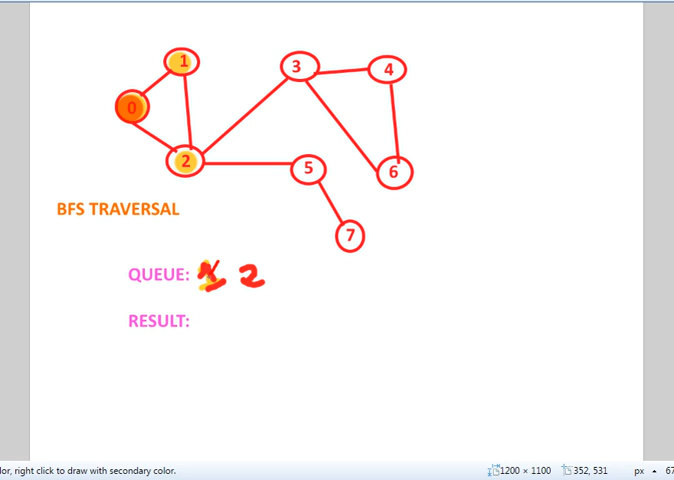 1
3
4
0
2
5
6
BFS TRAVERSAL
7
QUEUE: 1 2
RESULT:
lor, right click to draw with secondary color.
1200 × 1100
352, 531
px
67